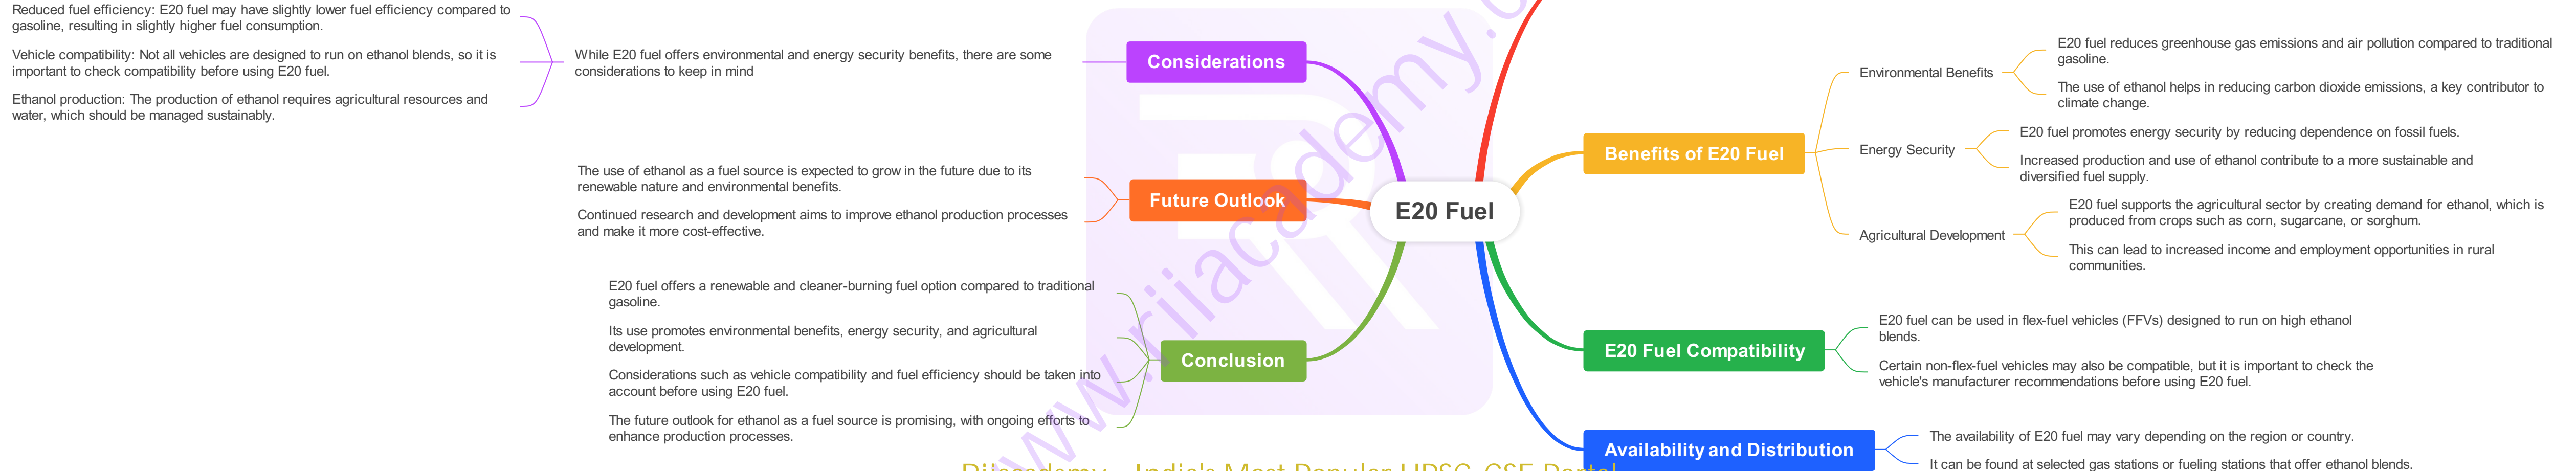 Reduced fuel efficiency: E20 fuel may have slightly lower fuel efficiency compared to
gasoline, resulting in slightly higher fuel consumption.
Vehicle compatibility: Not all vehicles are designed to run on ethanol blends, so it is
important to check compatibility before using E20 fuel.
Ethanol production: The production of ethanol requires agricultural resources and
water, which should be managed sustainably.
While E20 fuel offers environmental and energy security benefits, there are some
considerations to keep in mind
Considerations
The use of ethanol as a fuel source is expected to grow in the future due to its
renewable nature and environmental benefits.
Continued research and development aims to improve ethanol production processes
and make it more cost-effective.
Future Outlook
E20 fuel offers a renewable and cleaner-burning fuel option compared to traditional
gasoline.
Its use promotes environmental benefits, energy security, and agricultural
development.
Considerations such as vehicle compatibility and fuel efficiency should be taken into
account before using E20 fuel.
The future outlook for ethanol as a fuel source is promising, with ongoing efforts to
enhance production processes.
Conclusion
E20 Fuel
Benefits of E20 Fuel
Environmental Benefits
E20 fuel reduces greenhouse gas emissions and air pollution compared to traditional
gasoline.
The use of ethanol helps in reducing carbon dioxide emissions, a key contributor to
climate change.
Energy Security
E20 fuel promotes energy security by reducing dependence on fossil fuels.
Increased production and use of ethanol contribute to a more sustainable and
diversified fuel supply.
Agricultural Development
E20 fuel supports the agricultural sector by creating demand for ethanol, which is
produced from crops such as corn, sugarcane, or sorghum.
This can lead to increased income and employment opportunities in rural
communities.
E20 Fuel Compatibility
E20 fuel can be used in flex-fuel vehicles (FFVs) designed to run on high ethanol
blends.
Certain non-flex-fuel vehicles may also be compatible, but it is important to check the
vehicle's manufacturer recommendations before using E20 fuel.
Availability and Distribution
The availability of E20 fuel may vary depending on the region or country.
It can be found at selected gas stations or fueling stations that offer ethanol blends.
www.rijiacademy.c
India's Most Popular UPSC-CSE Portal